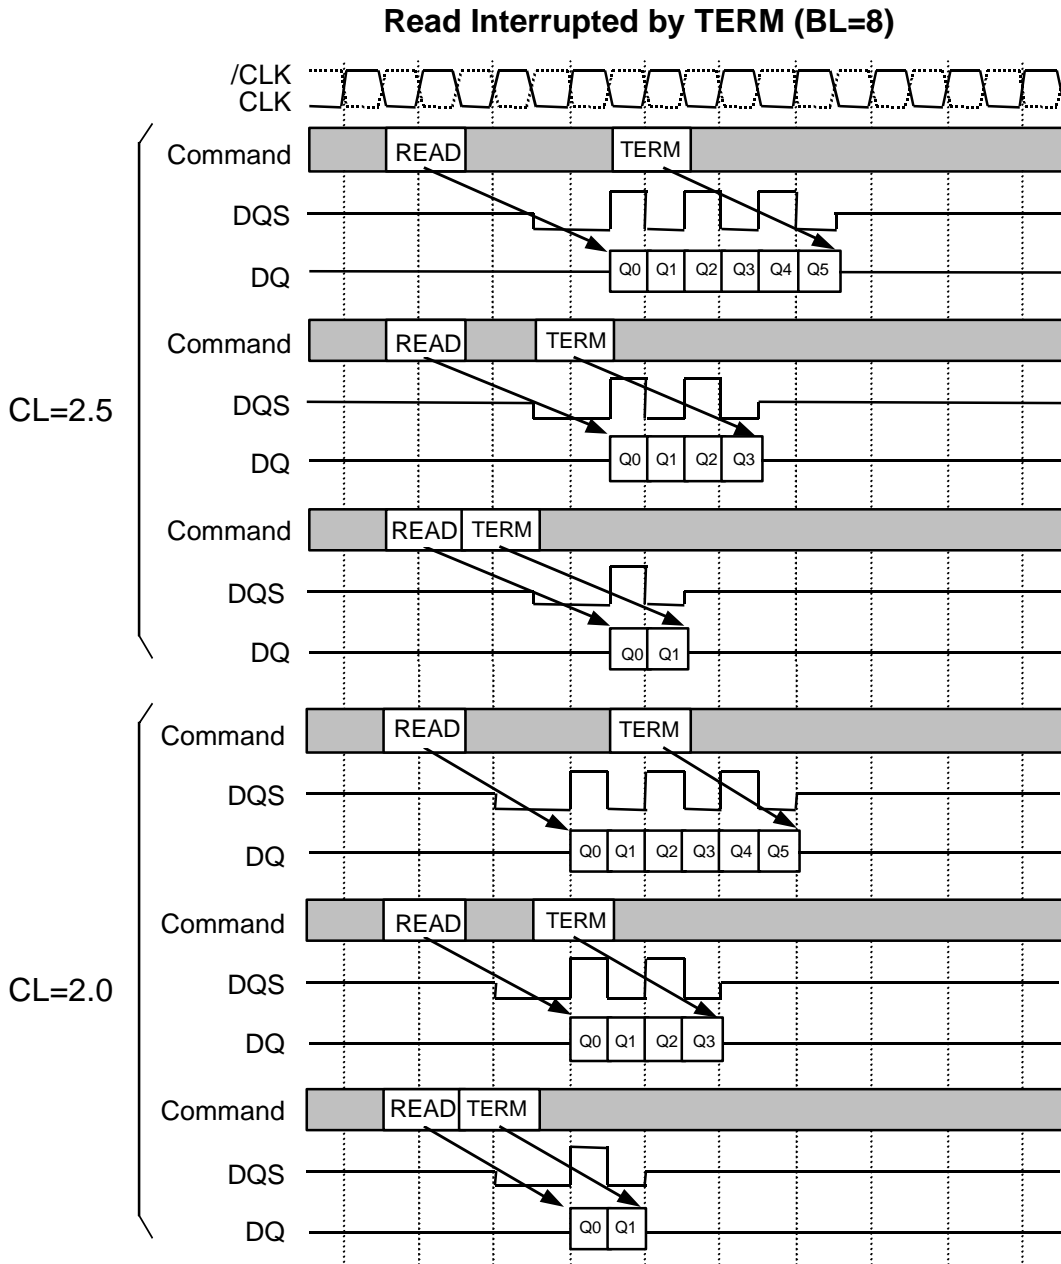 Read Interrupted by TERM (BL=8)
/CLK
CLK
Command READ TERM
DQS
DQ Q0 Q1 Q2 Q3 Q4 Q5
Command READ TERM
CL=2.5
DQS
DQ Q0 Q1 Q2 Q3
Command READ TERM
DQS
DQ Q0 Q1
Command READ TERM
DQS
DQ Q0 Q1 Q2 Q3 Q4 Q5
Command READ TERM
CL=2.0
DQS
DQ Q0 Q1 Q2 Q3
Command READ TERM
DQS
DQ Q0 Q1